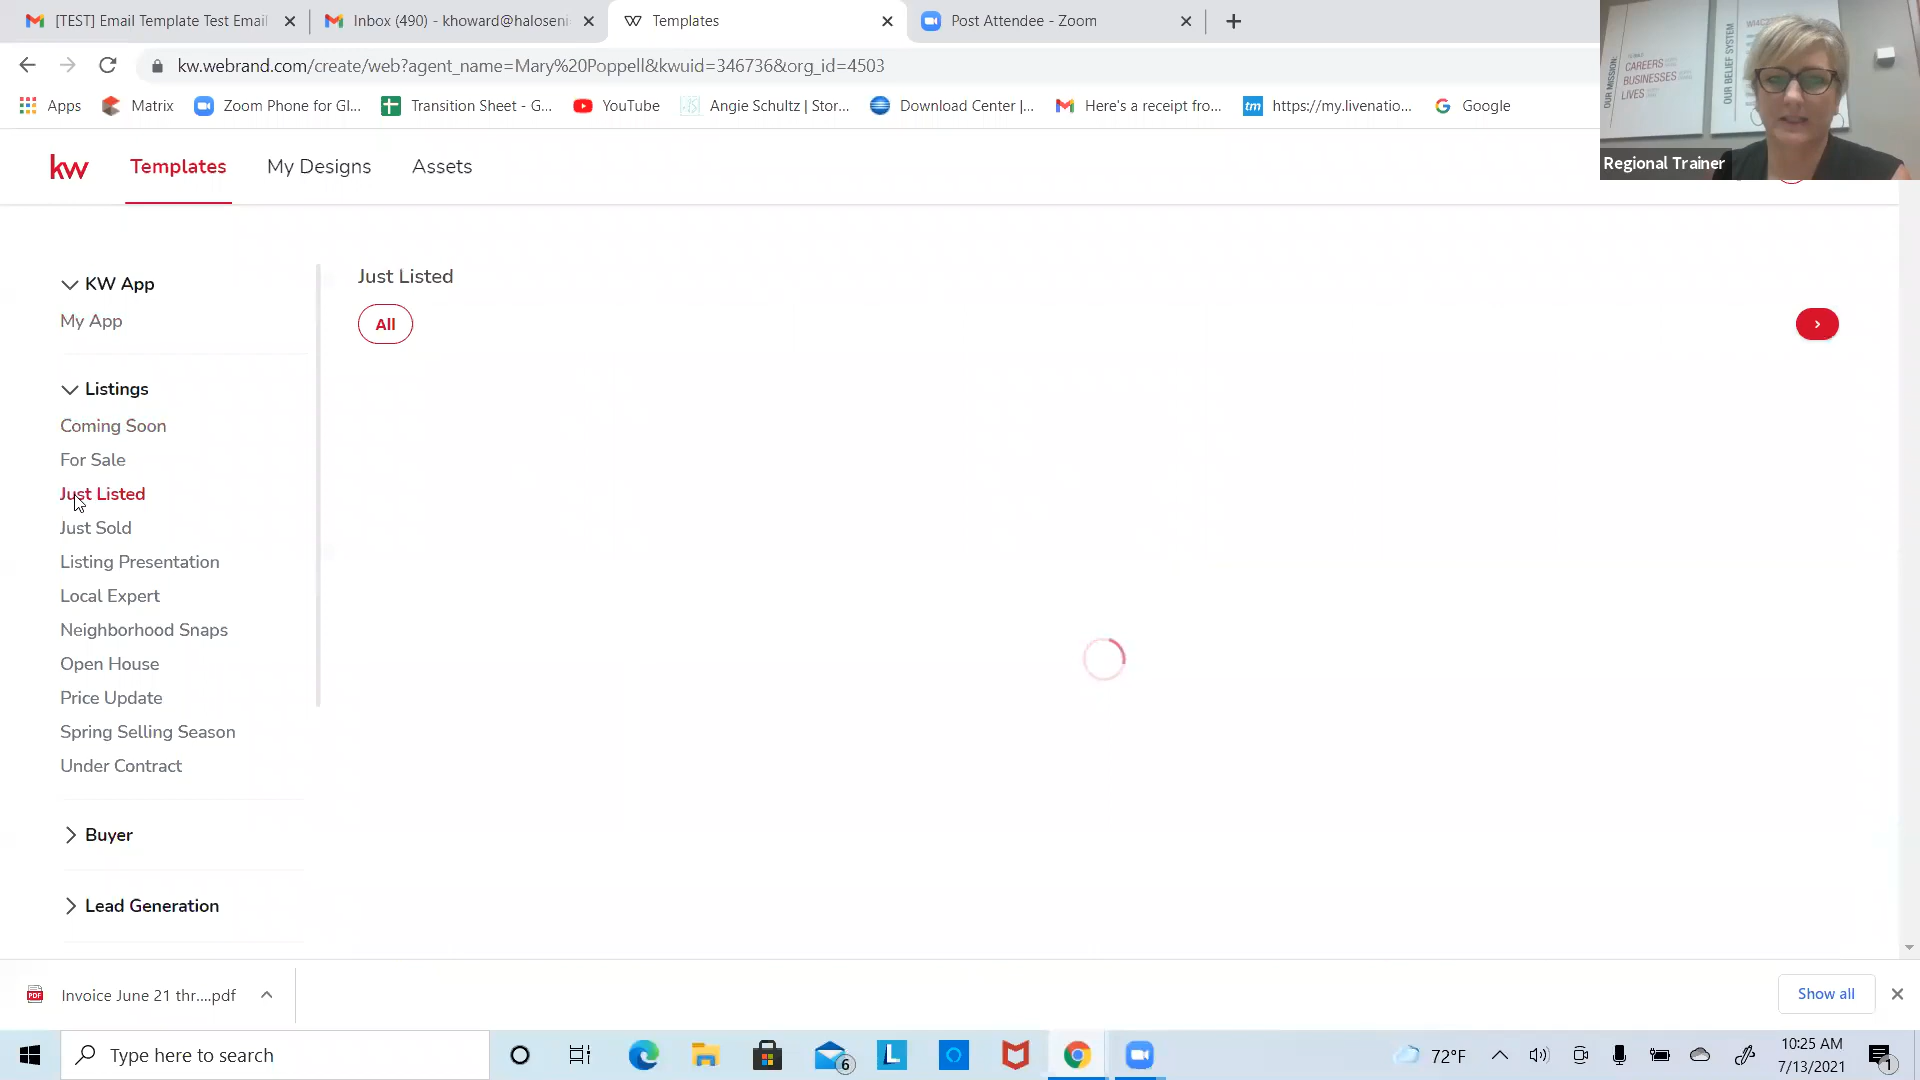 [TEST] Email Template Test Email
Inbox (490) - khoward@haloseni
Templates
Post Attendee - Zoom
kw.webrand.com/create/web?agent_name=Mary%20Poppell&kwuid=346736&org_id=4503
Apps
Matrix
Zoom Phone for Gl...
Transition Sheet - G...
YouTube
Angie Schultz | Stor...
Download Center |...
Here's a receipt fro...
tm
https://my.livenatio...
Google
OUR MISSION:
CAREERS
BUSINESSES
LIVES
OUR BELIEF SYSTEM
Regional Trainer
kw
Templates
My Designs
Assets
KW App
My App
Listings
Coming Soon
For Sale
Just Listed
Just Sold
Listing Presentation
Local Expert
Neighborhood Snaps
Open House
Price Update
Spring Selling Season
Under Contract
Buyer
Lead Generation
Just Listed
All
PDF
Invoice June 21 thr....pdf
Show all
Type here to search
6
L
72°F
10:25 AM
7/13/2021
1